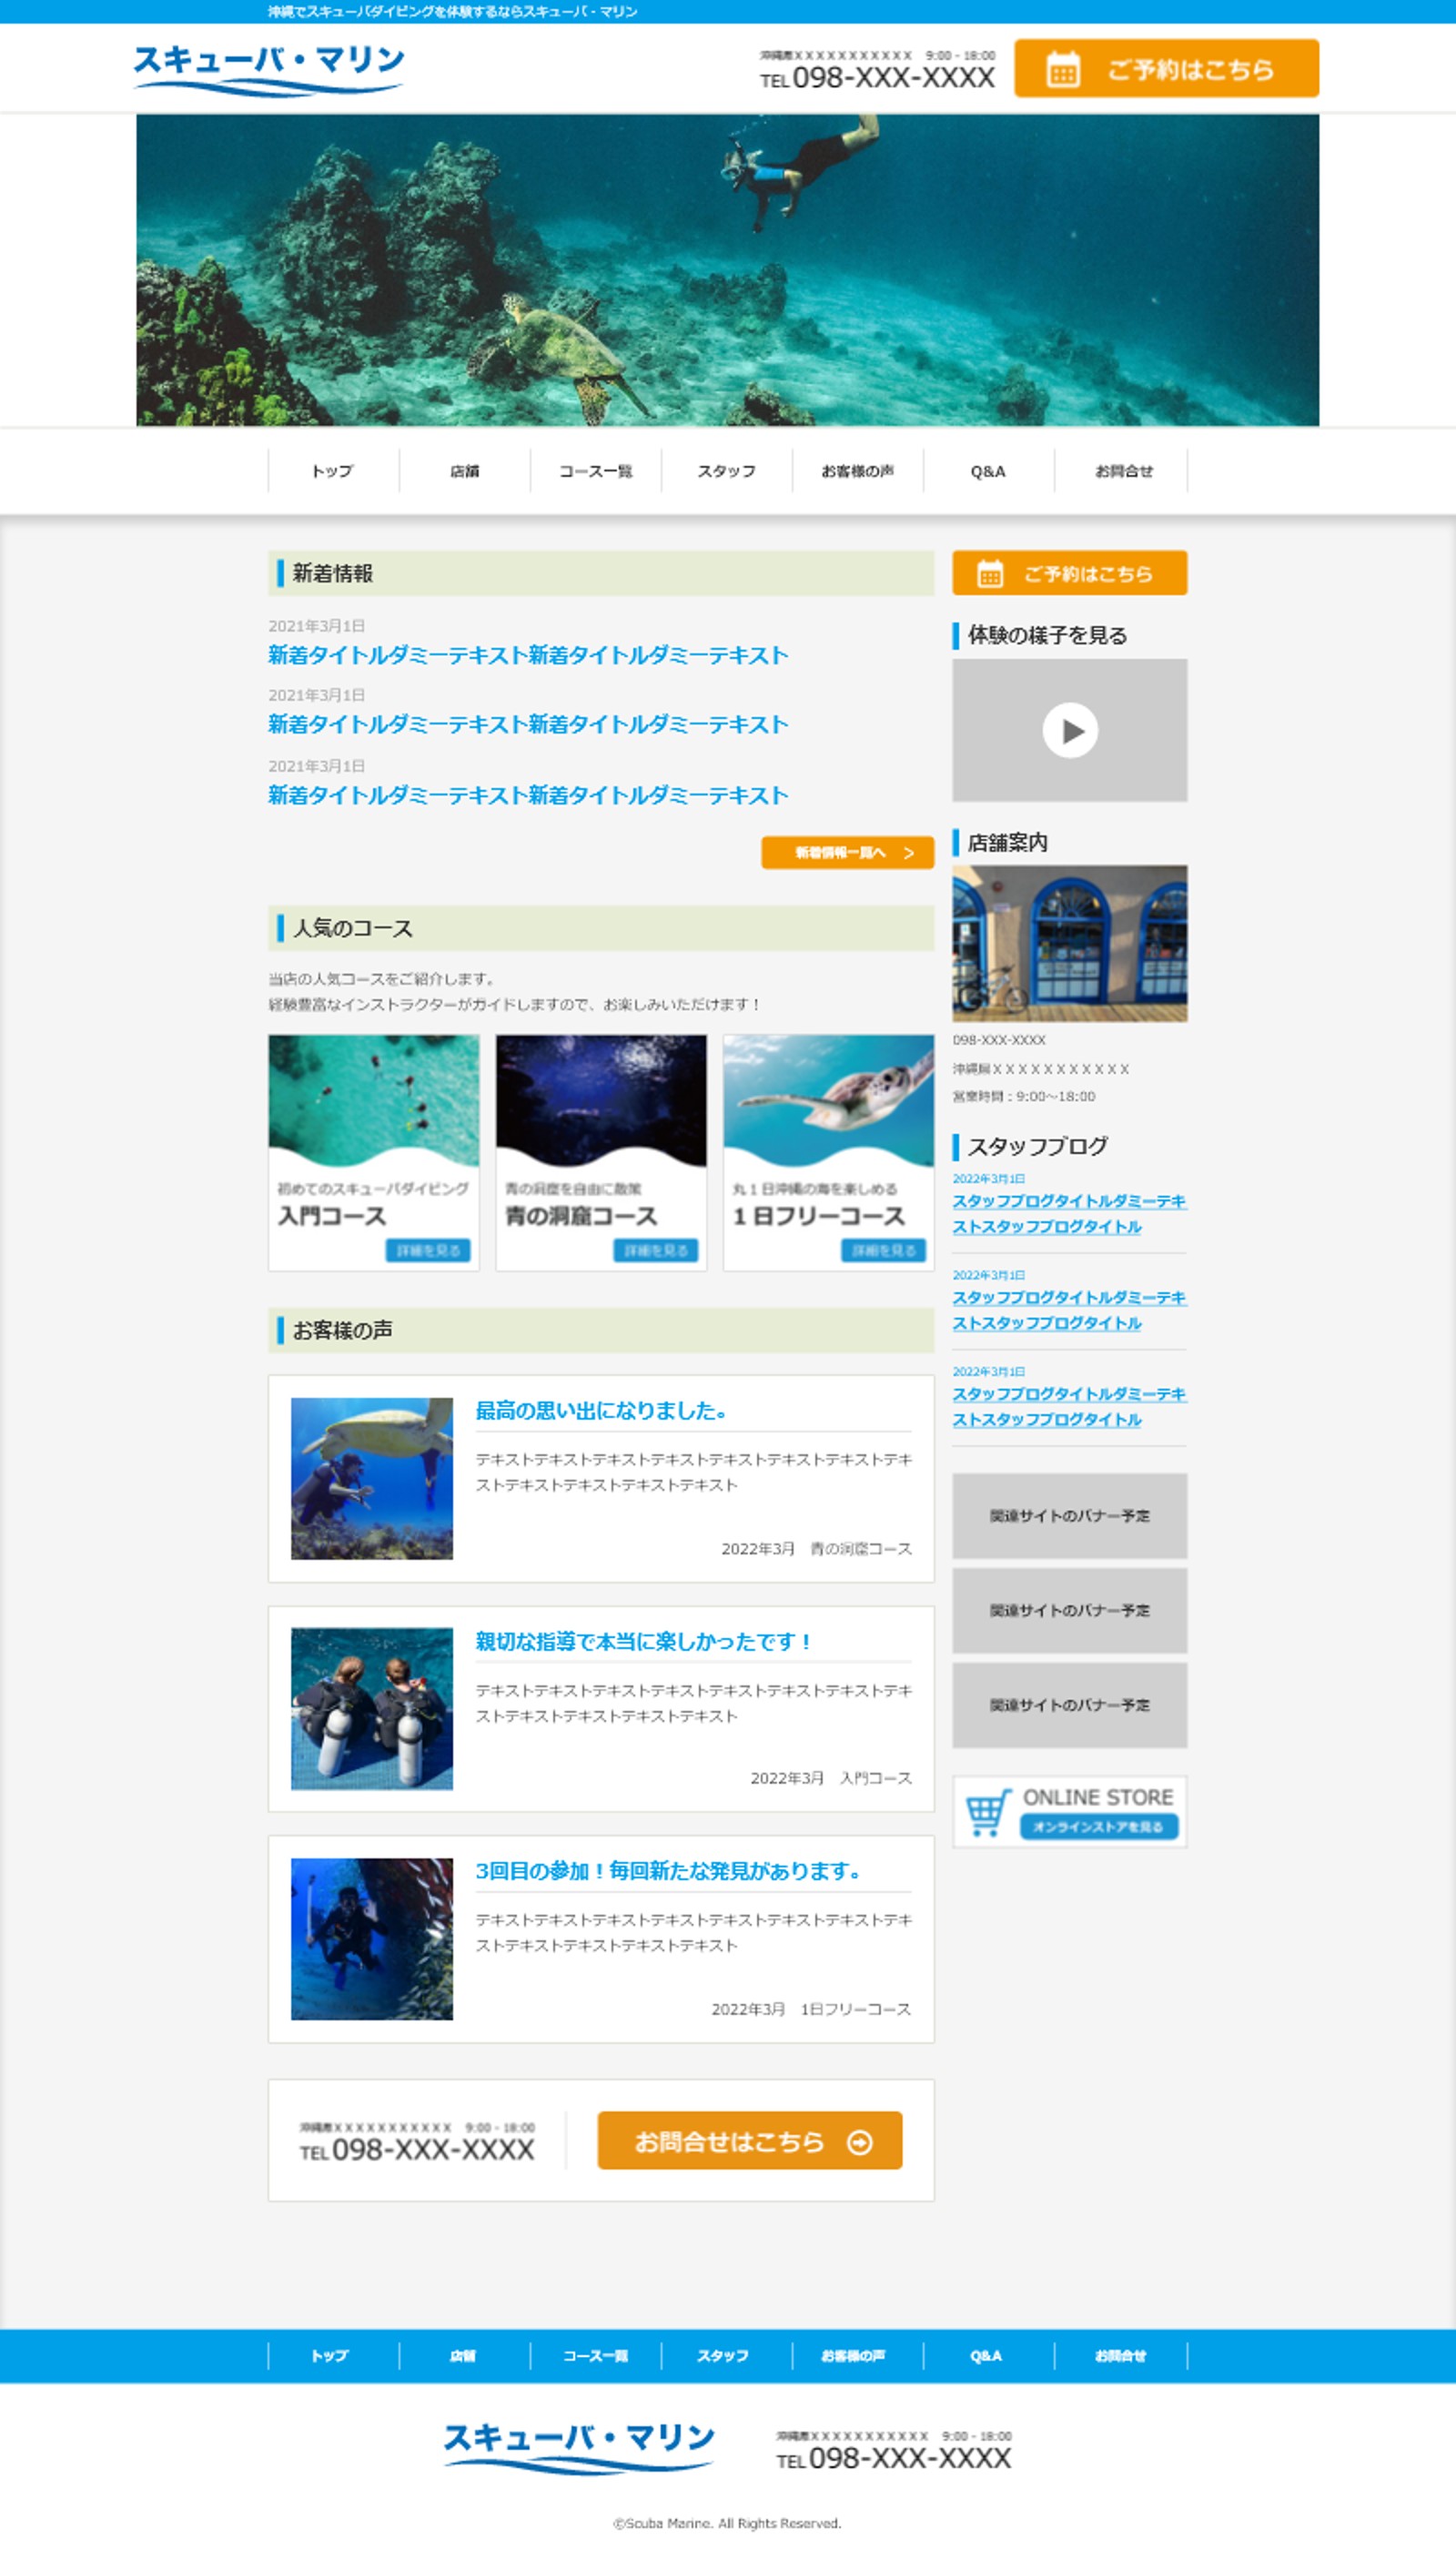 沖縄でスキューバダイビングを体験するならスキューバ・マリン
スキューバ・マリン
沖縄県XXXXXXXXXXX 9:00 - 18:00
TEL 098-XXX-XXXX
ご予約はこちら
トップ
店舗
コース一覧
スタッフ
お客様の声
Q&A
お問合せ
新着情報
2021年3月1日
新着タイトルダミーテキスト新着タイトルダミーテキスト
2021年3月1日
新着タイトルダミーテキスト新着タイトルダミーテキスト
2021年3月1日
新着タイトルダミーテキスト新着タイトルダミーテキスト
新着情報一覧へ >
人気のコース
当店の人気コースをご紹介します。
経験豊富なインストラクターがガイドしますので、お楽しみいただけます！
初めてのスキューバダイビング
入門コース
詳細を見る
青の洞窟を自由に散策
青の洞窟コース
詳細を見る
丸１日沖縄の海を楽しめる
１日フリーコース
詳細を見る
お客様の声
最高の思い出になりました。
テキストテキストテキストテキストテキストテキストテキストテキ
ストテキストテキストテキストテキスト
2022年3月 青の洞窟コース
親切な指導で本当に楽しかったです！
テキストテキストテキストテキストテキストテキストテキストテキ
ストテキストテキストテキストテキスト
2022年3月 入門コース
3回目の参加！毎回新たな発見があります。
テキストテキストテキストテキストテキストテキストテキストテキ
ストテキストテキストテキストテキスト
2022年3月 1日フリーコース
沖縄県XXXXXXXXXXX 9:00 - 18:00
TEL 098-XXX-XXXX
お問合せはこちら
ご予約はこちら
体験の様子を見る
店舗案内
098-XXX-XXXX
沖縄県ＸＸＸＸＸＸＸＸＸＸＸ
営業時間：9:00～18:00
スタッフブログ
2022年3月1日
スタッフブログタイトルダミーテキ
ストスタッフブログタイトル
2022年3月1日
スタッフブログタイトルダミーテキ
ストスタッフブログタイトル
2022年3月1日
スタッフブログタイトルダミーテキ
ストスタッフブログタイトル
関連サイトのバナー予定
関連サイトのバナー予定
関連サイトのバナー予定
ONLINE STORE
オンラインストアを見る
トップ
店舗
コース一覧
スタッフ
お客様の声
Q&A
お問合せ
スキューバ・マリン
沖縄県XXXXXXXXXXX 9:00 - 18:00
TEL 098-XXX-XXXX
©Scuba Marine. All Rights Reserved.